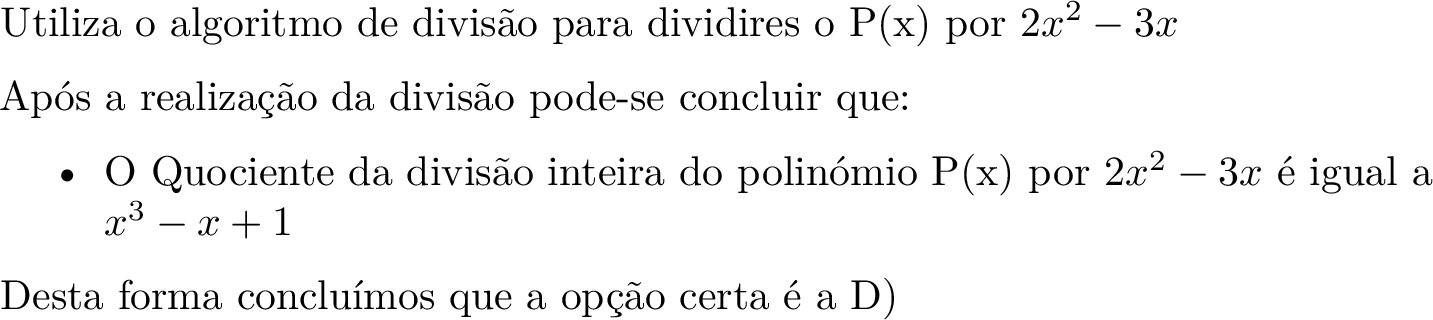 Utiliza o algoritmo de divisão para dividires o P(x) por $2x^2 - 3x$
Após a realização da divisão pode-se concluir que:
• O Quociente da divisão inteira do polinómio P(x) por $2x^2 - 3x$ é igual a
$x^3 - x + 1$
Desta forma concluímos que a opção certa é a D)